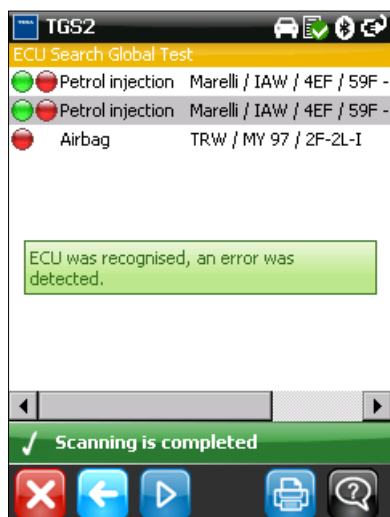 TEXA TGS2
ECU Search Global Test
Petrol injection Marelli / IAW / 4EF / 59F -
Petrol injection Marelli / IAW / 4EF / 59F -
Airbag TRW / MY 97 / 2F-2L-I
ECU was recognised, an error was
detected.
Scanning is completed